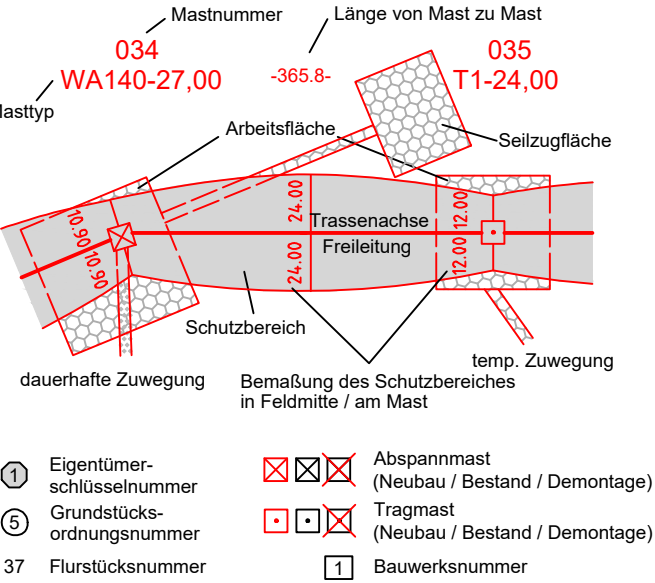 Mastnummer
Länge von Mast zu Mast
034
035
WA140-27,00
-365.8-
T1-24,00
Masttyp
Arbeitsfläche
Seilzugfläche
10.90
10.90
24.00
24.00
Trassenachse
Freileitung
12.00
12.00
Schutzbereich
dauerhafte Zuwegung
temp. Zuwegung
Bemaßung des Schutzbereiches
in Feldmitte / am Mast
1
Eigentümer-
schlüsselnummer
Abspannmast
(Neubau / Bestand / Demontage)
5
Grundstücks-
ordnungsnummer
Tragmast
(Neubau / Bestand / Demontage)
37
Flurstücksnummer
1
Bauwerksnummer